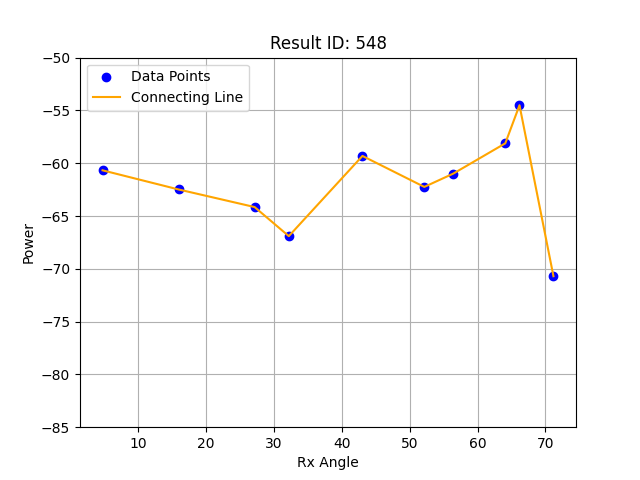 Result ID: 548
Data Points
Connecting Line
−50
−55
−60
−65
−70
−75
−80
−85
Power
10 20 30 40 50 60 70
Rx Angle